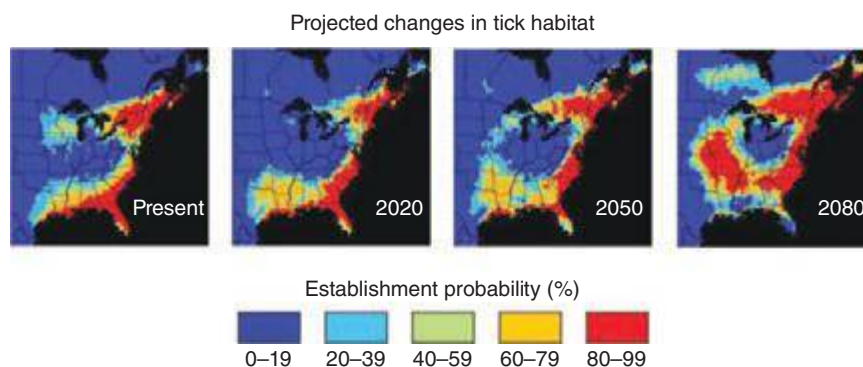 Projected changes in tick habitat
Present
2020
2050
2080
Establishment probability (%)
0–19
20–39
40–59
60–79
80–99